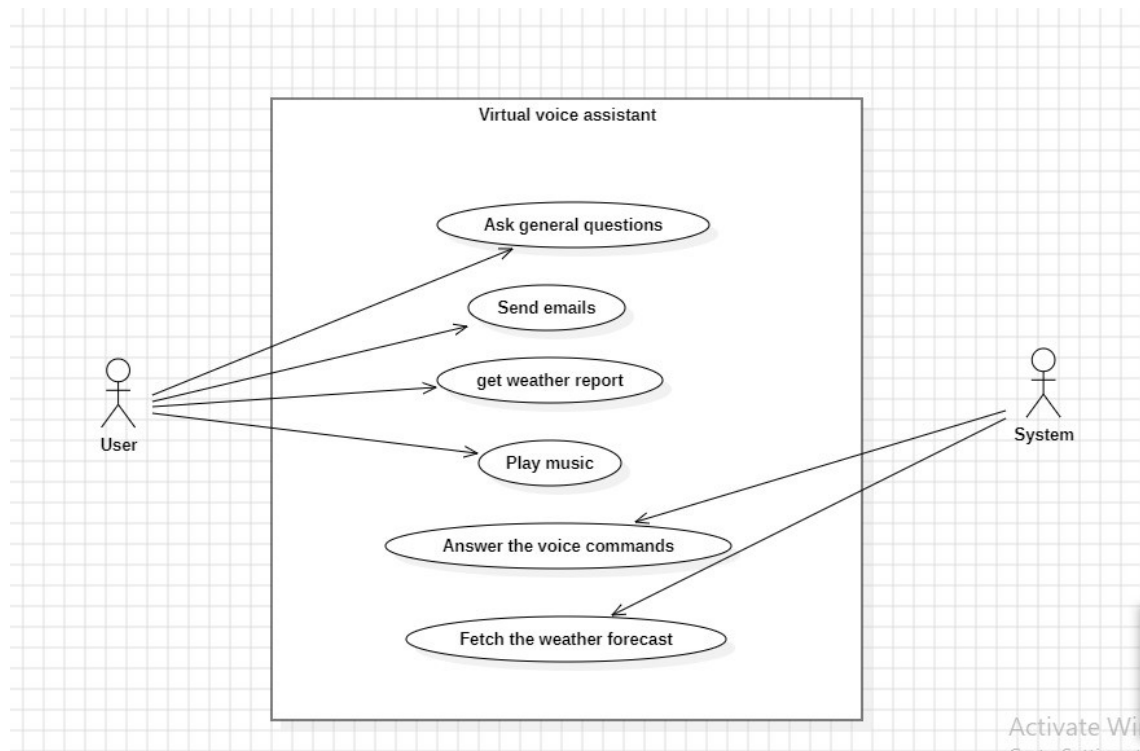 Virtual voice assistant
Ask general questions
Send emails
get weather report
Play music
Answer the voice commands
Fetch the weather forecast
User
System
Activate Wi